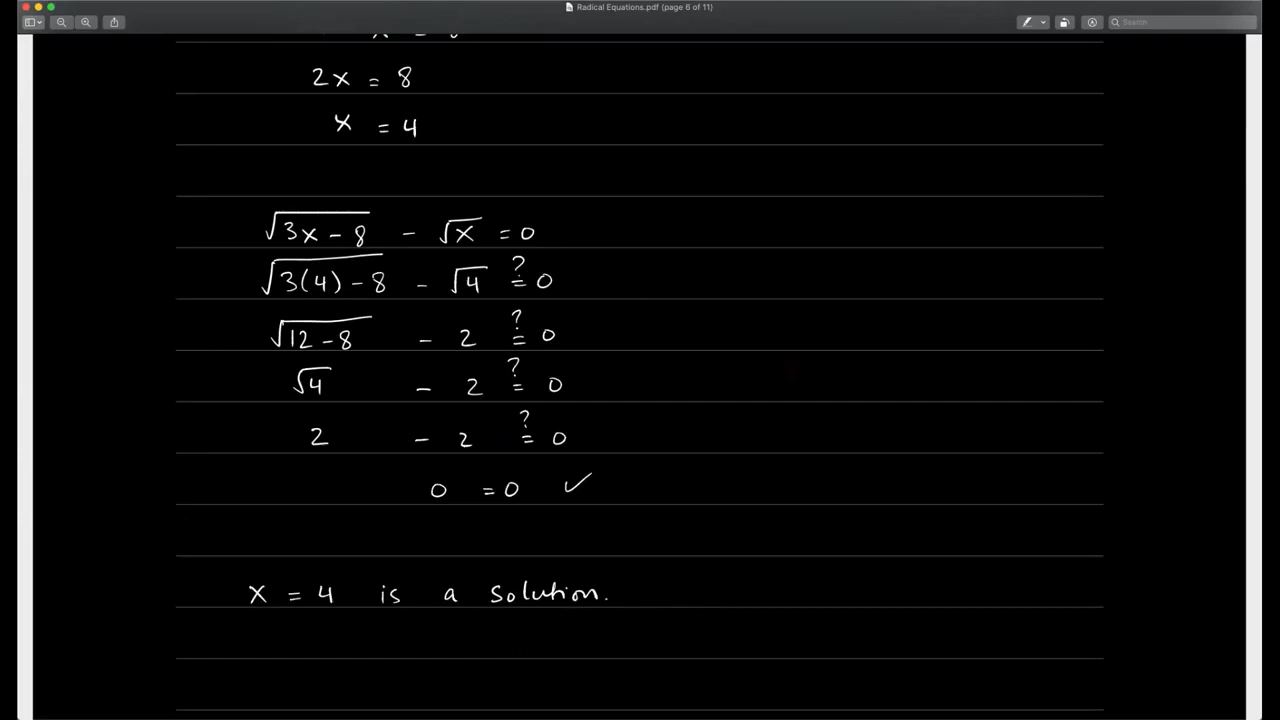 Radical Equations.pdf (page 6 of 11)
Search
2x = 8
x = 4
√(3x - 8) - √x = 0
√(3(4) - 8) - √4 ?= 0
√(12 - 8) - 2 ?= 0
√4 - 2 ?= 0
2 - 2 ?= 0
0 = 0 ✓
x = 4 is a solution.